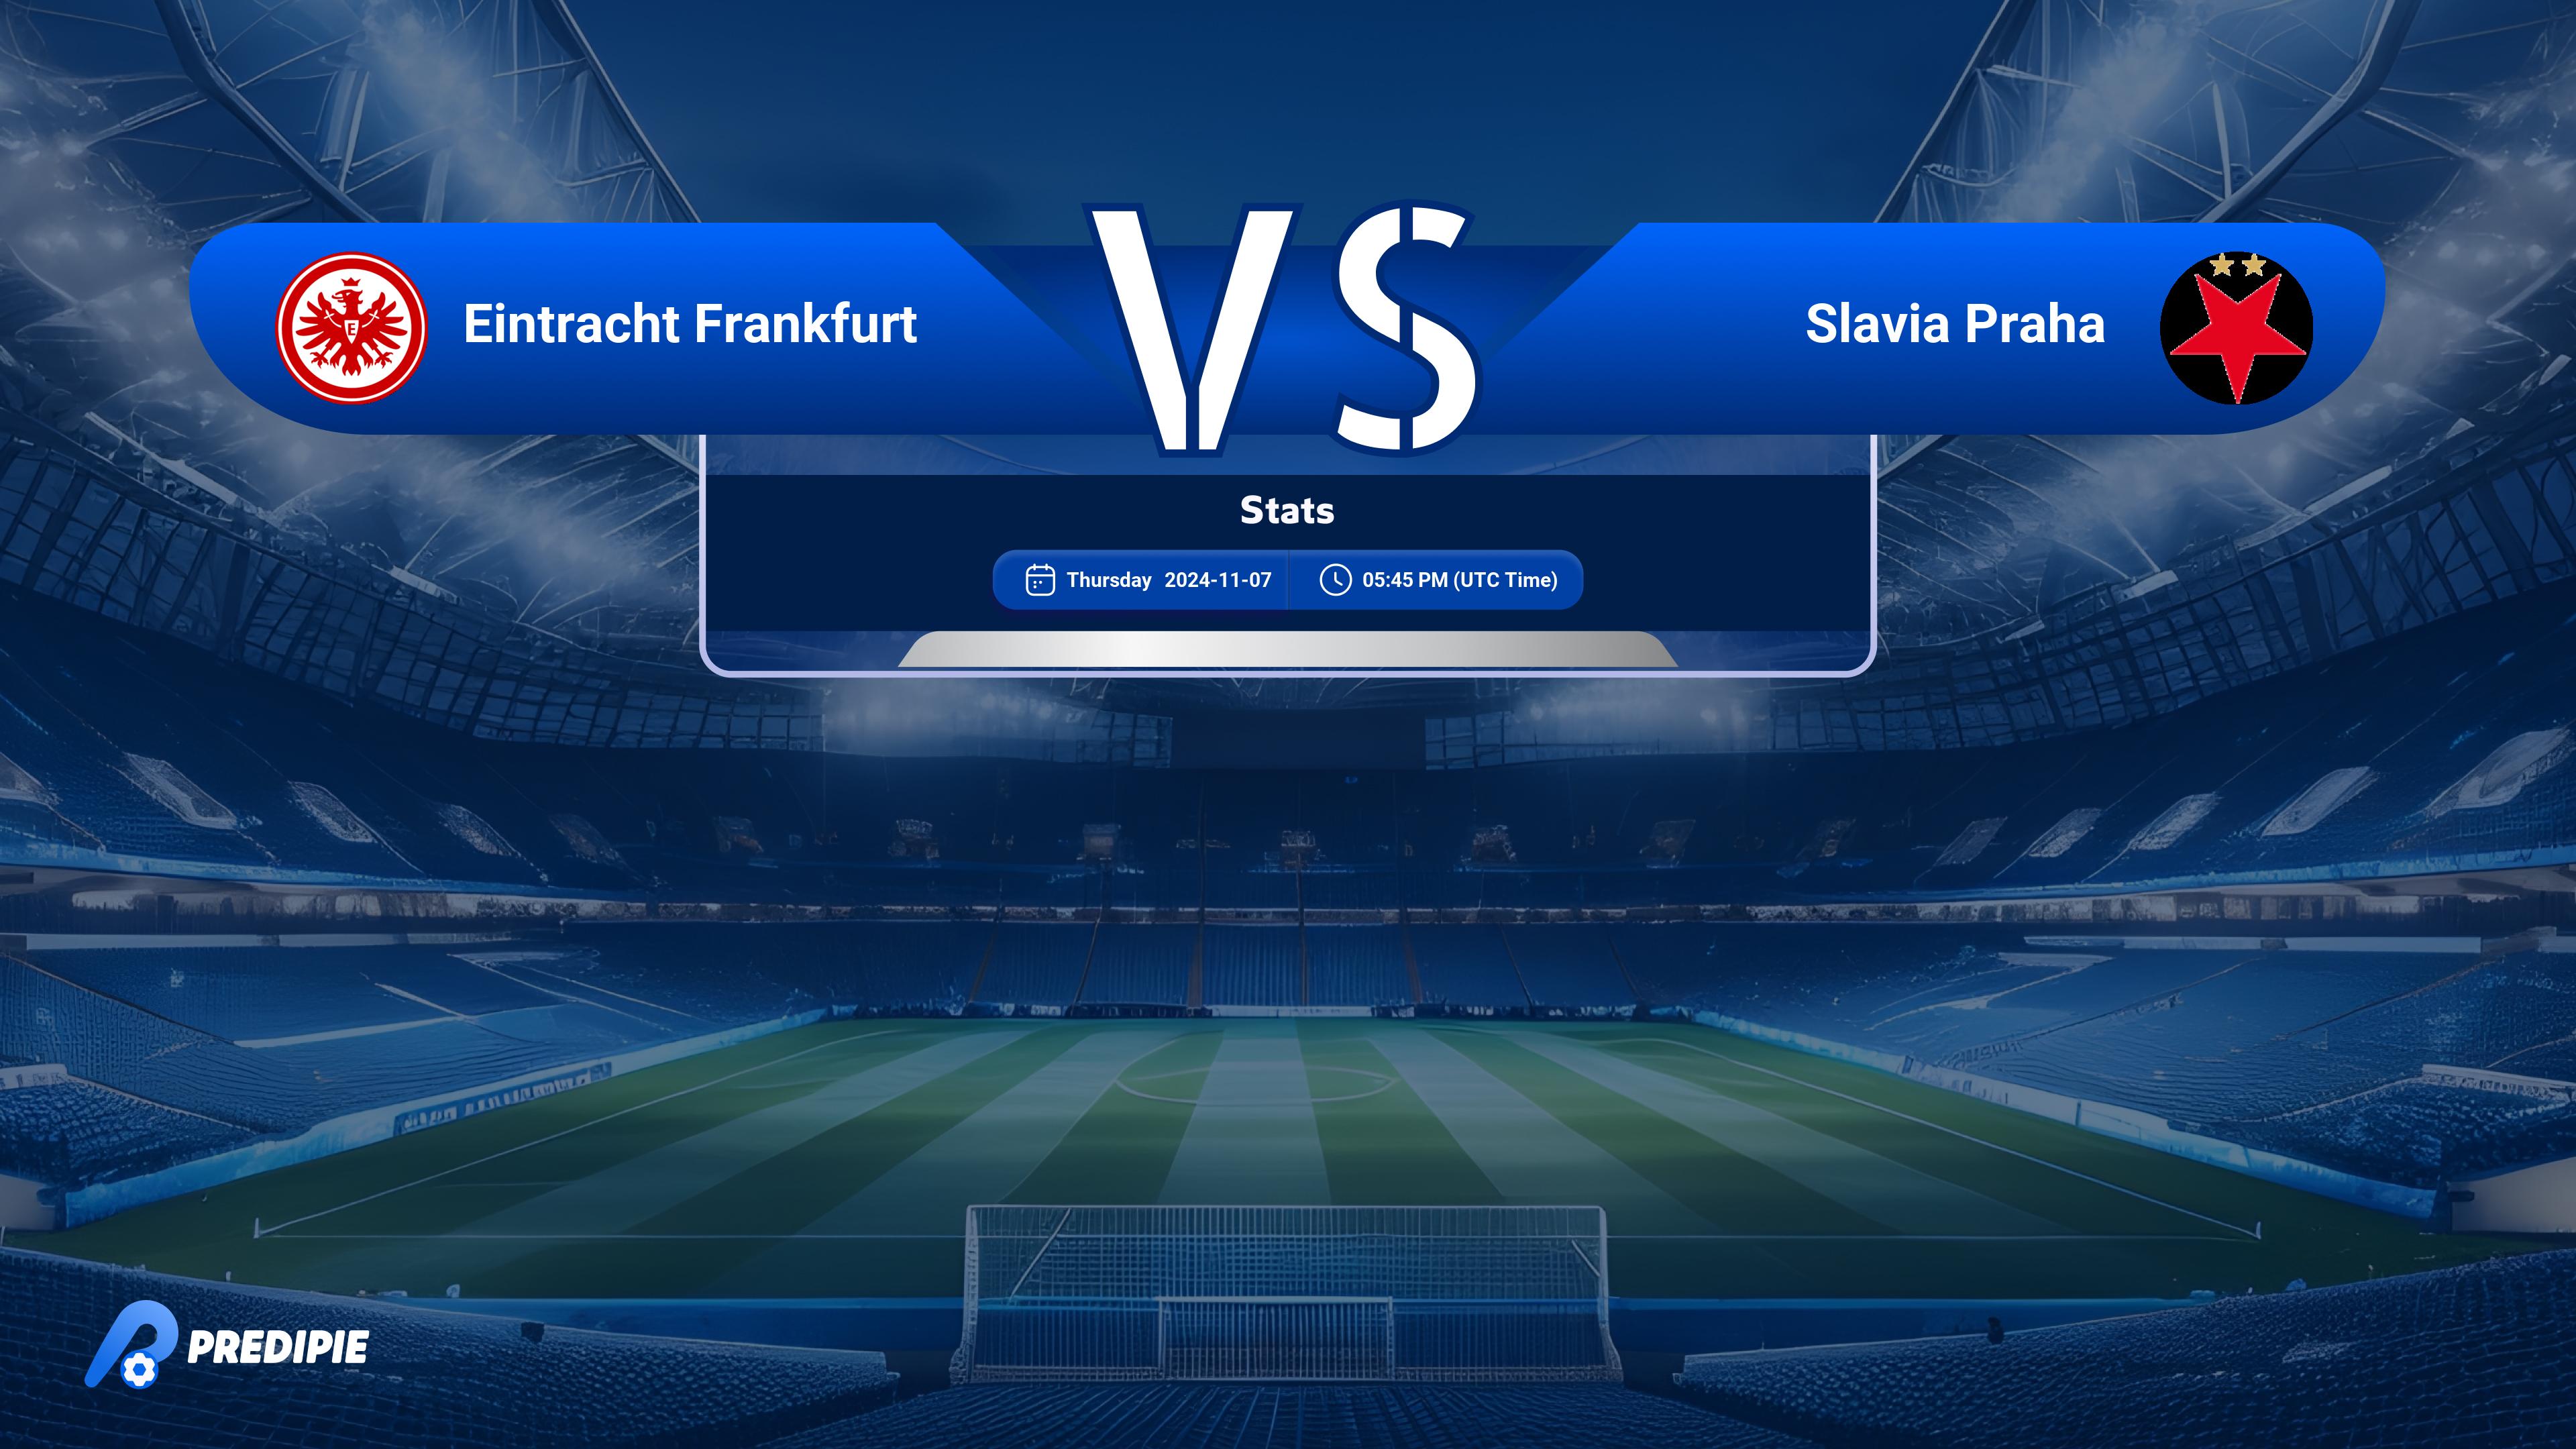 Eintracht Frankfurt
VS
Slavia Praha
Stats
Thursday 2024-11-07
05:45 PM (UTC Time)
E
PREDIPIE